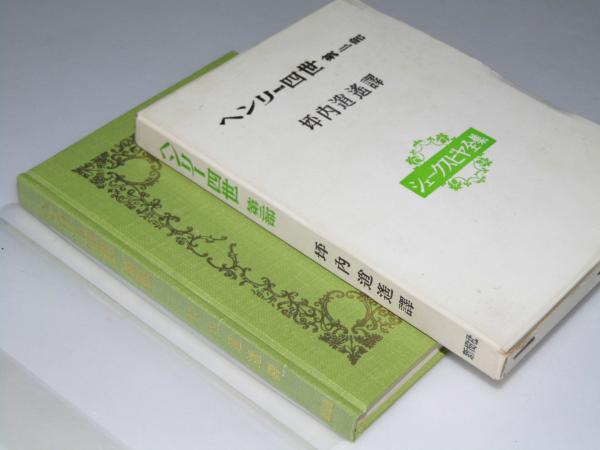 ヘンリー四世 第二部
坪内逍遙譯
シェークスピヤ全集
ヘンリー四世 第二部
坪内逍遙譯